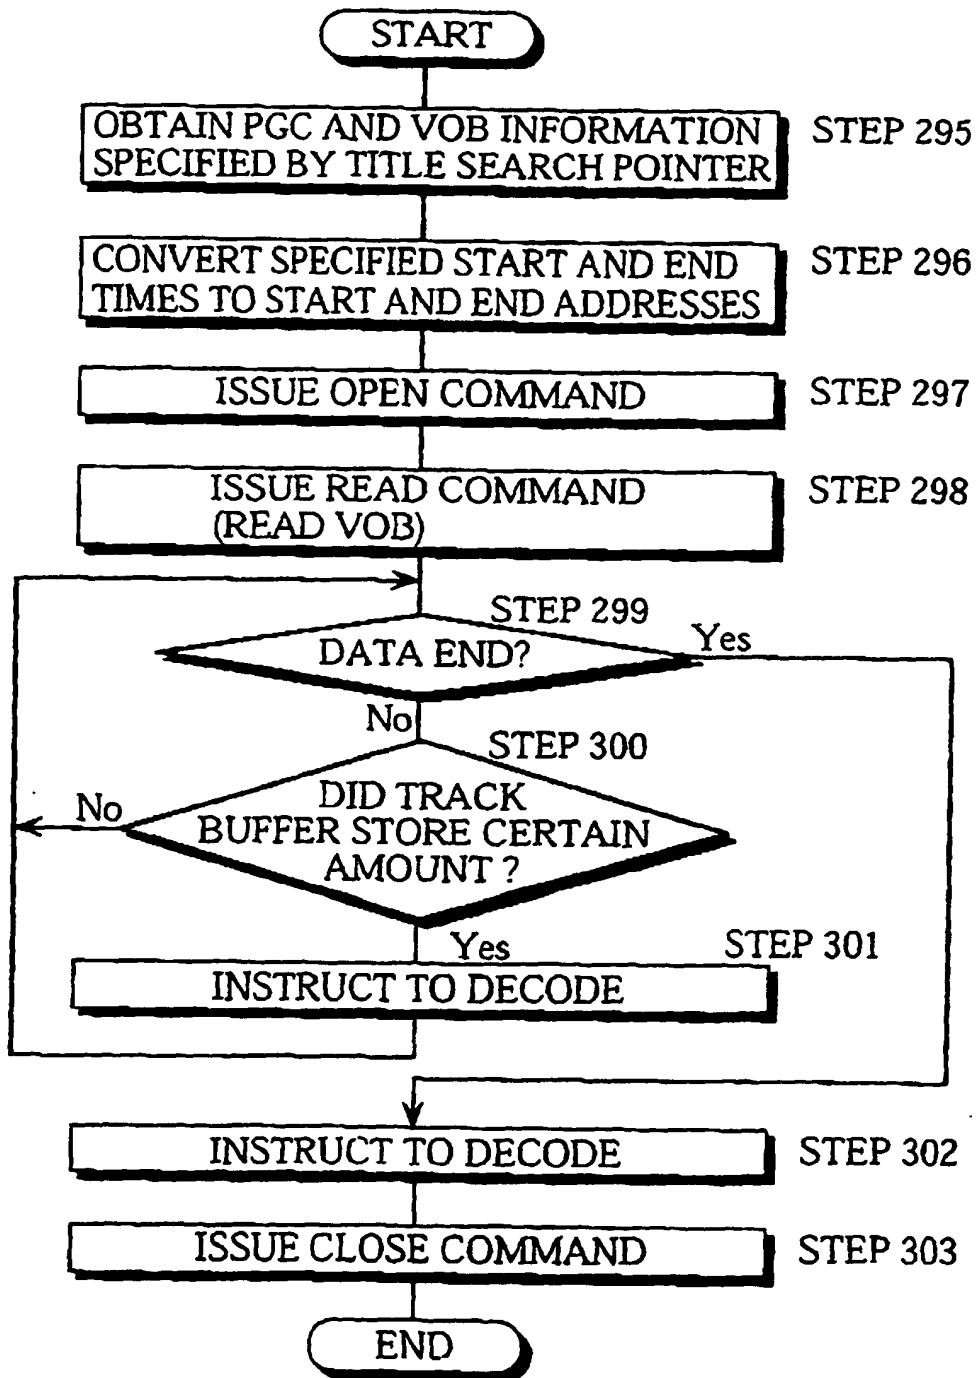 START
OBTAIN PGC AND VOB INFORMATION
SPECIFIED BY TITLE SEARCH POINTER
STEP 295
CONVERT SPECIFIED START AND END
TIMES TO START AND END ADDRESSES
STEP 296
ISSUE OPEN COMMAND
STEP 297
ISSUE READ COMMAND
(READ VOB)
STEP 298
STEP 299
DATA END?
Yes
No
STEP 300
DID TRACK
BUFFER STORE CERTAIN
AMOUNT ?
No
Yes
STEP 301
INSTRUCT TO DECODE
INSTRUCT TO DECODE
STEP 302
ISSUE CLOSE COMMAND
STEP 303
END